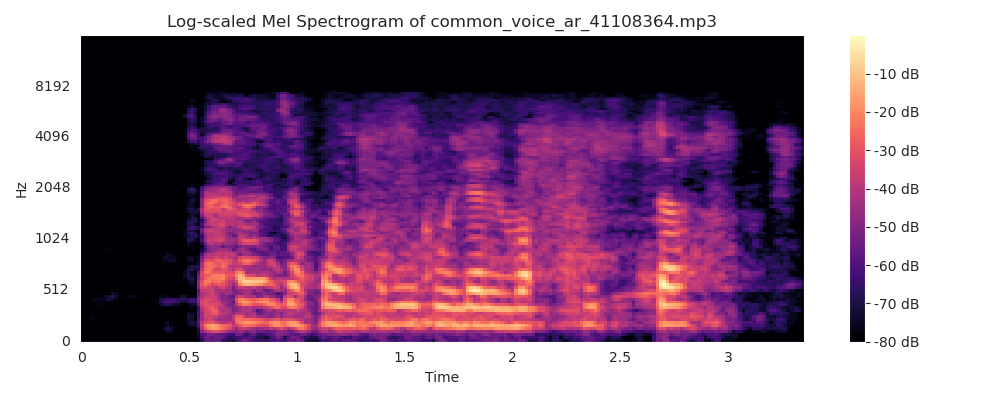 Log-scaled Mel Spectrogram of common_voice_ar_41108364.mp3
Hz
8192
4096
2048
1024
512
0
0
0.5
1
1.5
2
2.5
3
Time
-10 dB
-20 dB
-30 dB
-40 dB
-50 dB
-60 dB
-70 dB
-80 dB